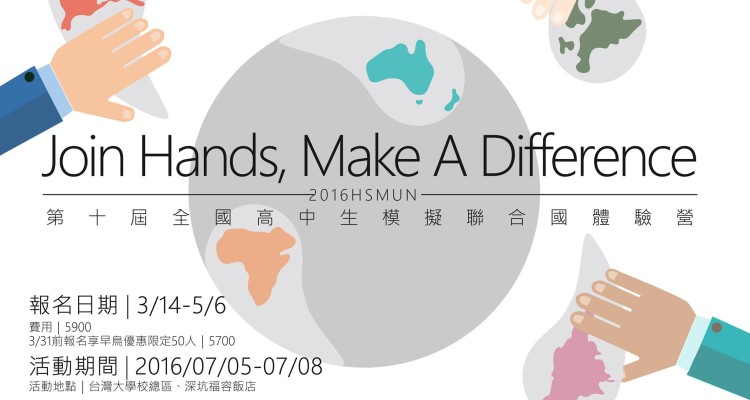 Join Hands, Make A Difference
2016HSMUN
第十屆全國高中生模擬聯合國體驗營
報名日期 | 3/14-5/6
費用 | 5900
3/31前報名享早鳥優惠限定50人 | 5700
活動期間 | 2016/07/05-07/08
活動地點 | 台灣大學校總區、深坑福容飯店